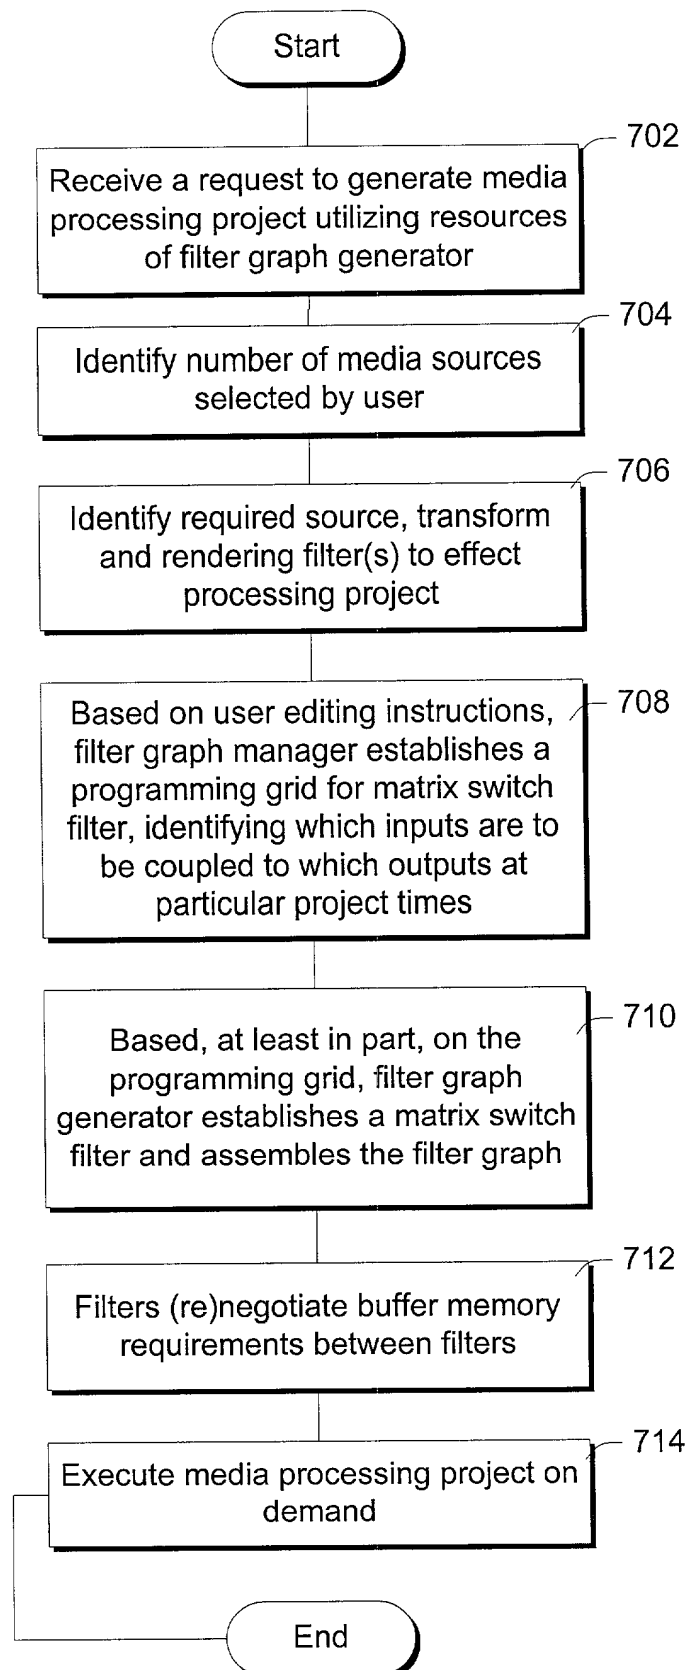 Start
702
Receive a request to generate media
processing project utilizing resources
of filter graph generator
704
Identify number of media sources
selected by user
706
Identify required source, transform
and rendering filter(s) to effect
processing project
708
Based on user editing instructions,
filter graph manager establishes a
programming grid for matrix switch
filter, identifying which inputs are to
be coupled to which outputs at
particular project times
710
Based, at least in part, on the
programming grid, filter graph
generator establishes a matrix switch
filter and assembles the filter graph
712
Filters (re)negotiate buffer memory
requirements between filters
714
Execute media processing project on
demand
End